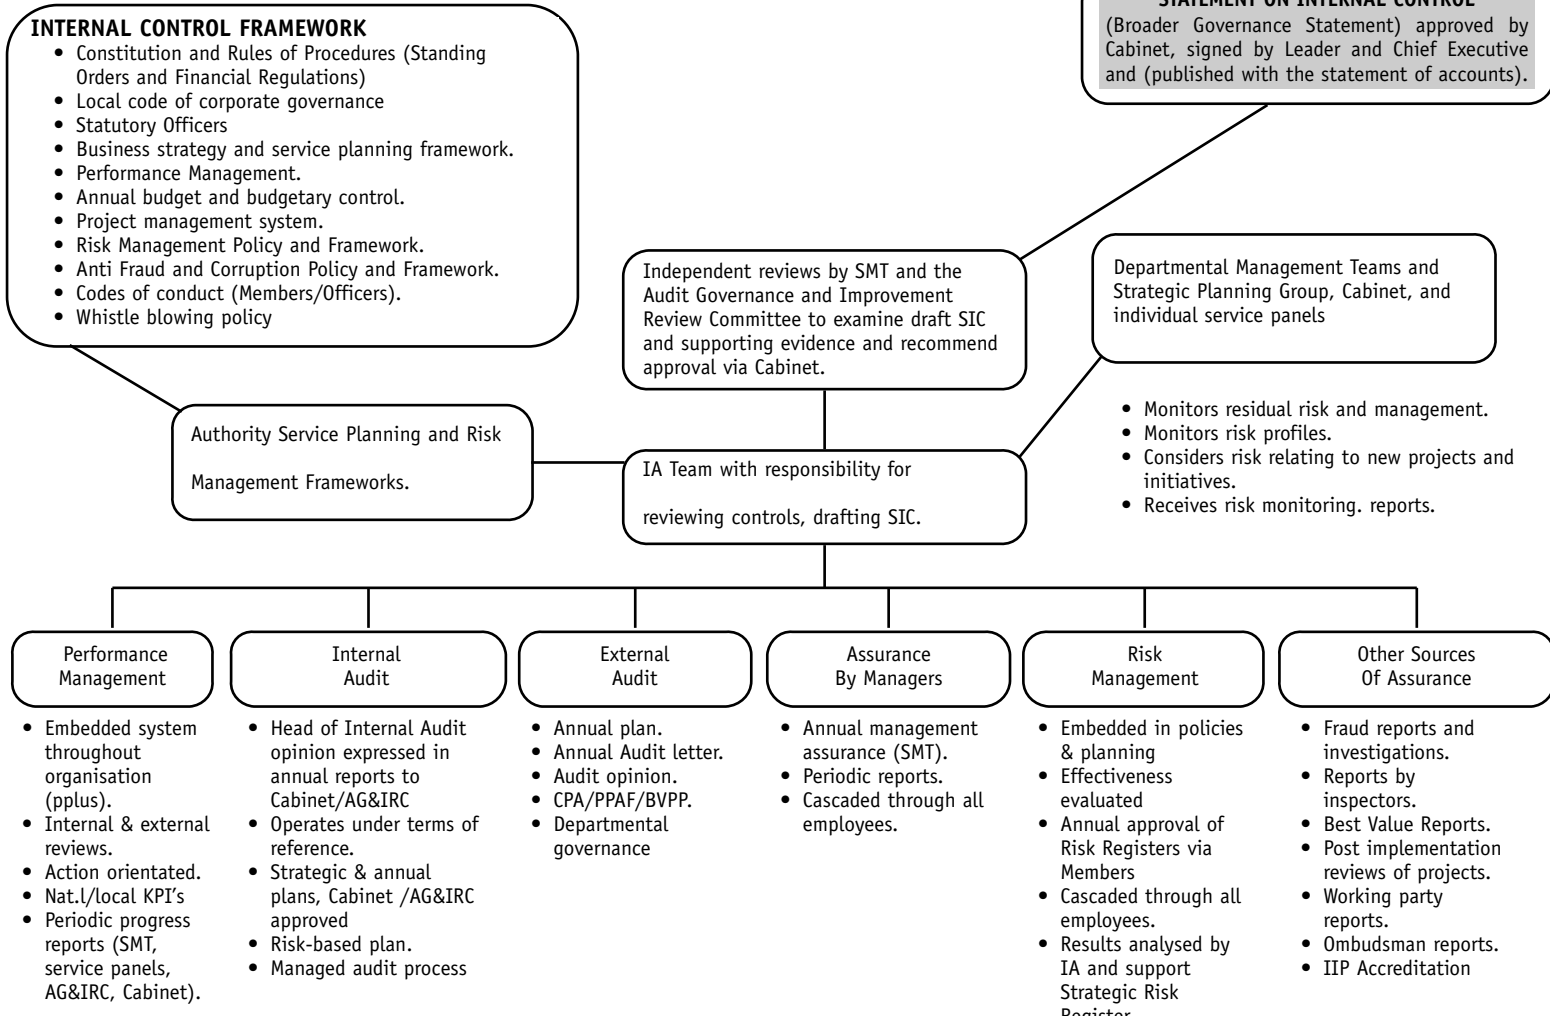 INTERNAL CONTROL FRAMEWORK
• Constitution and Rules of Procedures (Standing
Orders and Financial Regulations)
• Local code of corporate governance
• Statutory Officers
• Business strategy and service planning framework.
• Performance Management.
• Annual budget and budgetary control.
• Project management system.
• Risk Management Policy and Framework.
• Anti Fraud and Corruption Policy and Framework.
• Codes of conduct (Members/Officers).
• Whistle blowing policy
STATEMENT ON INTERNAL CONTROL
(Broader Governance Statement) approved by
Cabinet, signed by Leader and Chief Executive
and (published with the statement of accounts).
Independent reviews by SMT and the
Audit Governance and Improvement
Review Committee to examine draft SIC
and supporting evidence and recommend
approval via Cabinet.
Departmental Management Teams and
Strategic Planning Group, Cabinet, and
individual service panels
• Monitors residual risk and management.
• Monitors risk profiles.
• Considers risk relating to new projects and
initiatives.
• Receives risk monitoring. reports.
Authority Service Planning and Risk
Management Frameworks.
IA Team with responsibility for
reviewing controls, drafting SIC.
Performance
Management
• Embedded system
throughout
organisation
(pplus).
• Internal & external
reviews.
• Action orientated.
• Nat.l/local KPI's
• Periodic progress
reports (SMT,
service panels,
AG&IRC, Cabinet).
Internal
Audit
• Head of Internal Audit
opinion expressed in
annual reports to
Cabinet/AG&IRC
• Operates under terms of
reference.
• Strategic & annual
plans, Cabinet /AG&IRC
approved
• Risk-based plan.
• Managed audit process
External
Audit
• Annual plan.
• Annual Audit letter.
• Audit opinion.
• CPA/PPAF/BVPP.
• Departmental
governance
Assurance
By Managers
• Annual management
assurance (SMT).
• Periodic reports.
• Cascaded through all
employees.
Risk
Management
• Embedded in policies
& planning
• Effectiveness
evaluated
• Annual approval of
Risk Registers via
Members
• Cascaded through all
employees.
• Results analysed by
IA and support
Strategic Risk
Register
Other Sources
Of Assurance
• Fraud reports and
investigations.
• Reports by
inspectors.
• Best Value Reports.
• Post implementation
reviews of projects.
• Working party
reports.
• Ombudsman reports.
• IIP Accreditation